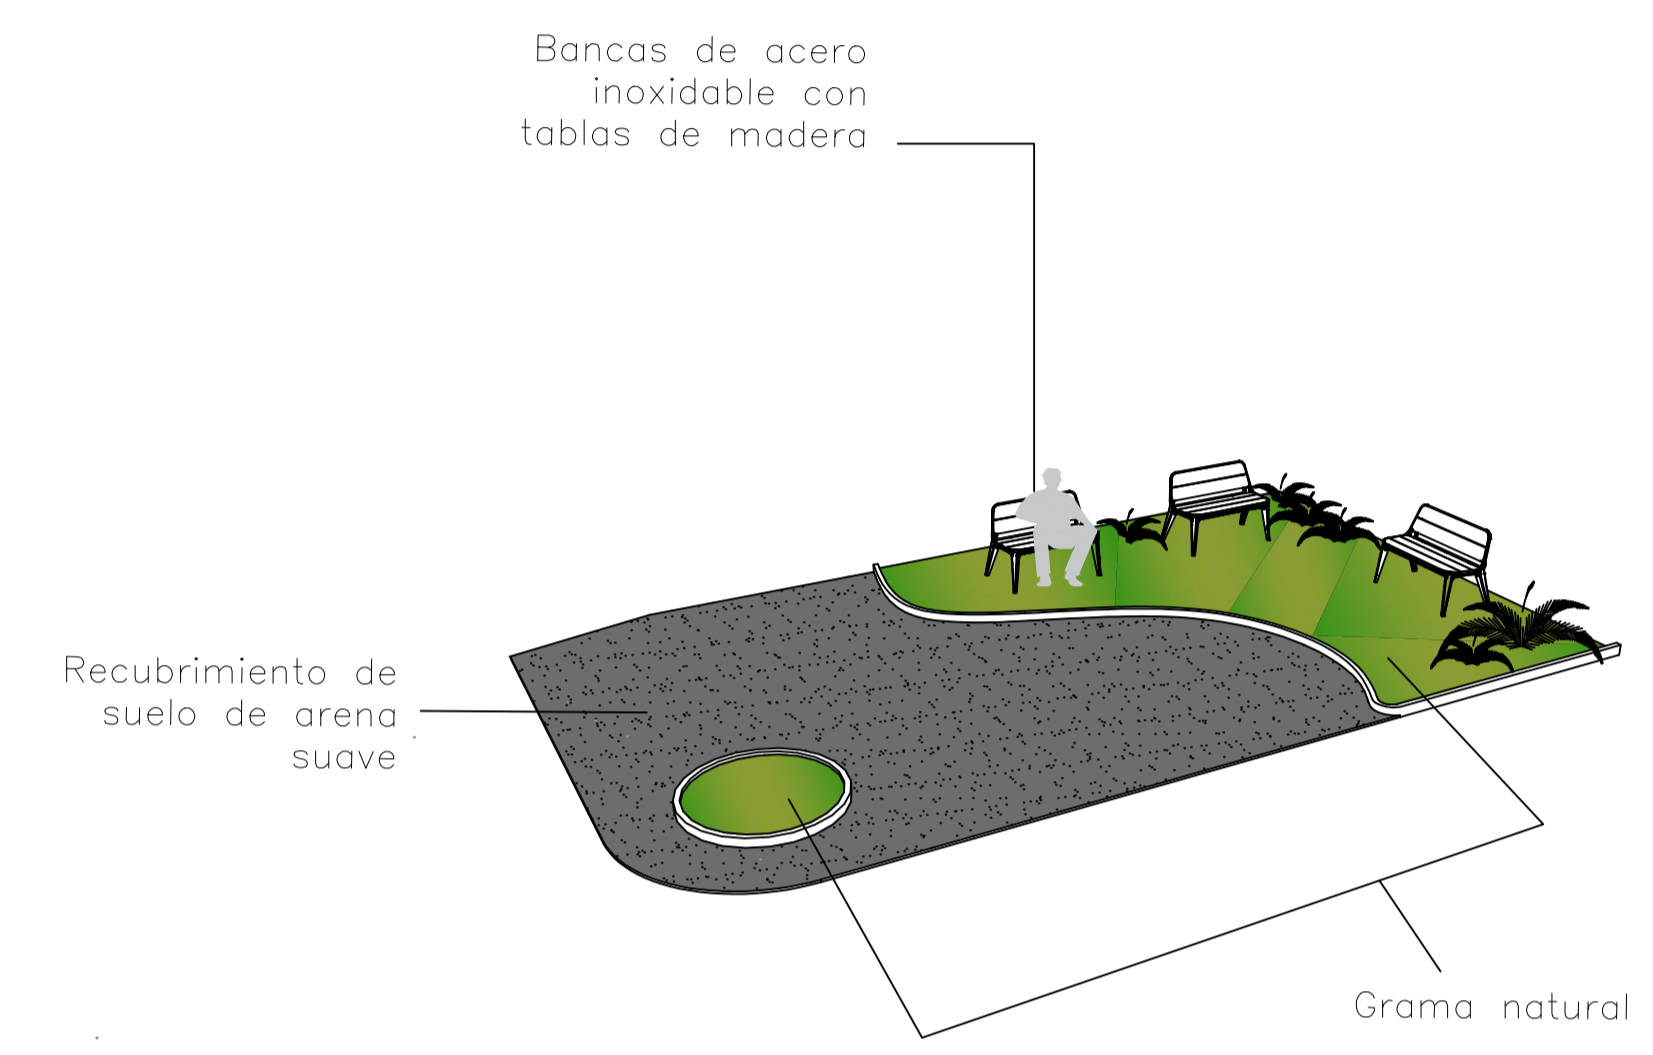 Bancas de acero
inoxidable con
tablas de madera
Recubrimiento de
suelo de arena
suave
Grama natural